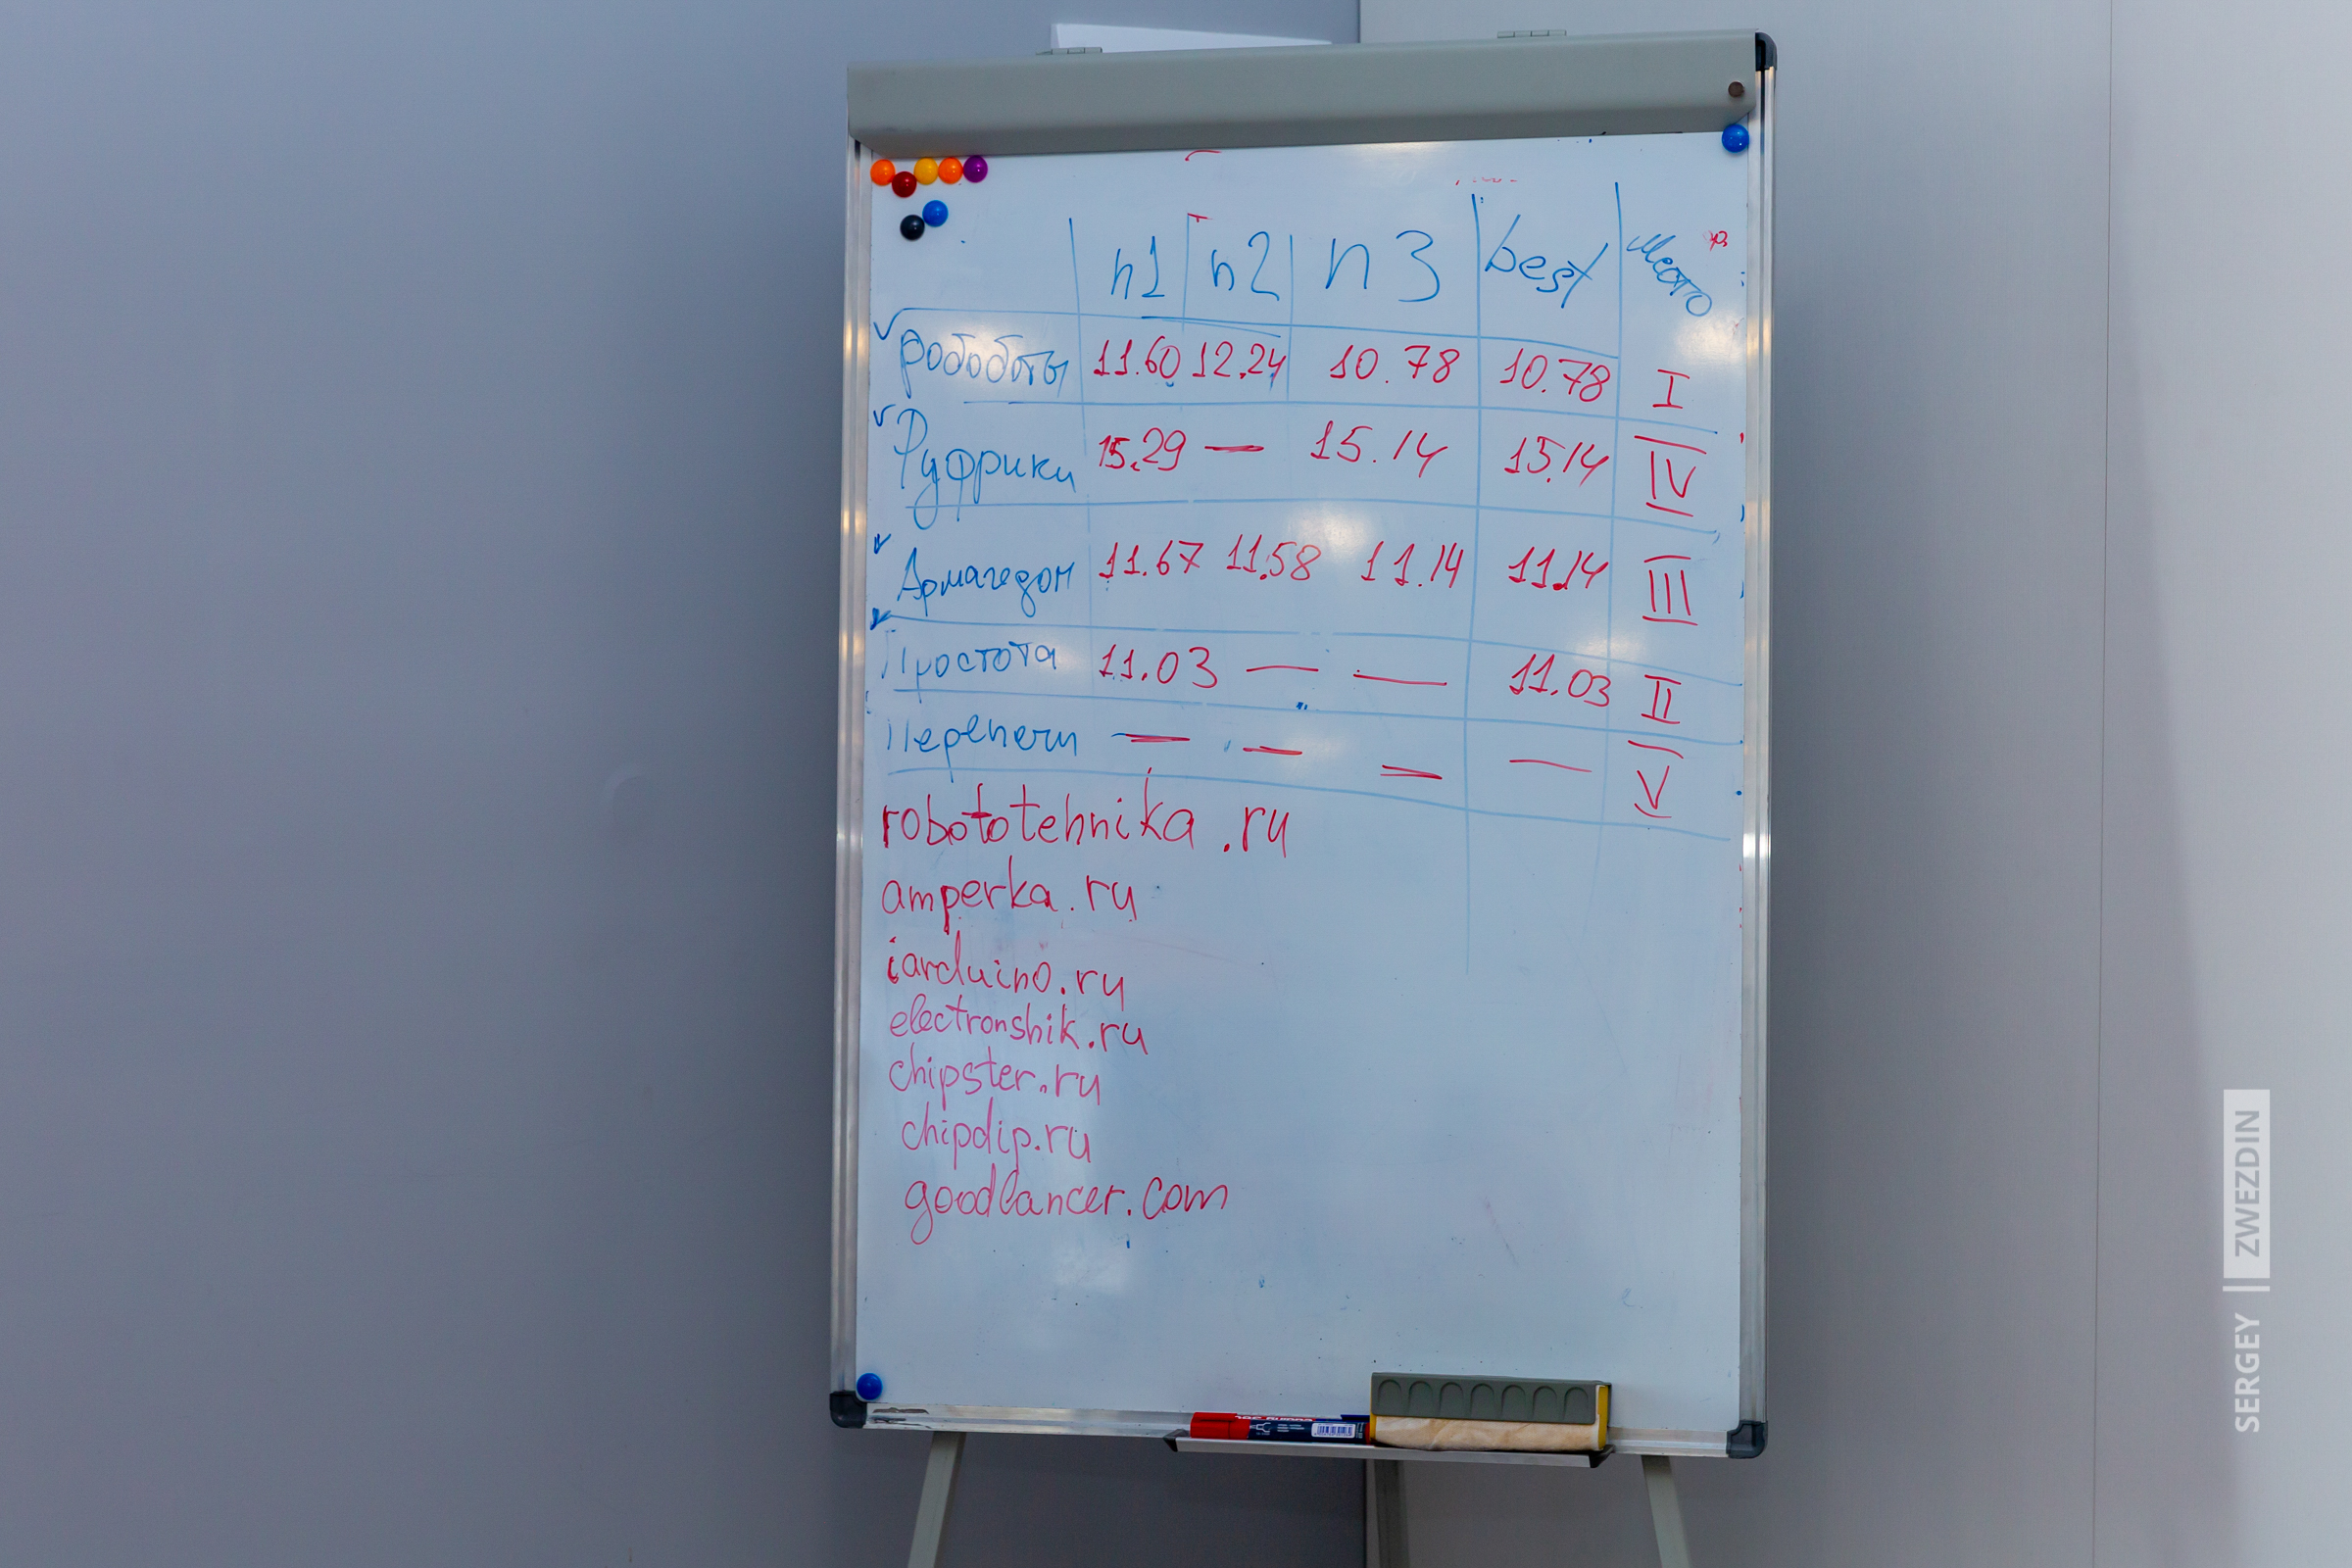 n1 n2 n3 best Место
Робоботы 11.60 12.24 10.78 10.78 I
Руфрики 15.29 — 15.14 15.14 IV
Армагедон 11.67 11.58 11.14 11.14 III
Простота 11.03 — — 11.03 II
— — — — V
robototehnika.ru
amperka.ru
iarduino.ru
electronshik.ru
chipster.ru
chipdip.ru
goodlancer.com
SERGEY ZWEZDIN